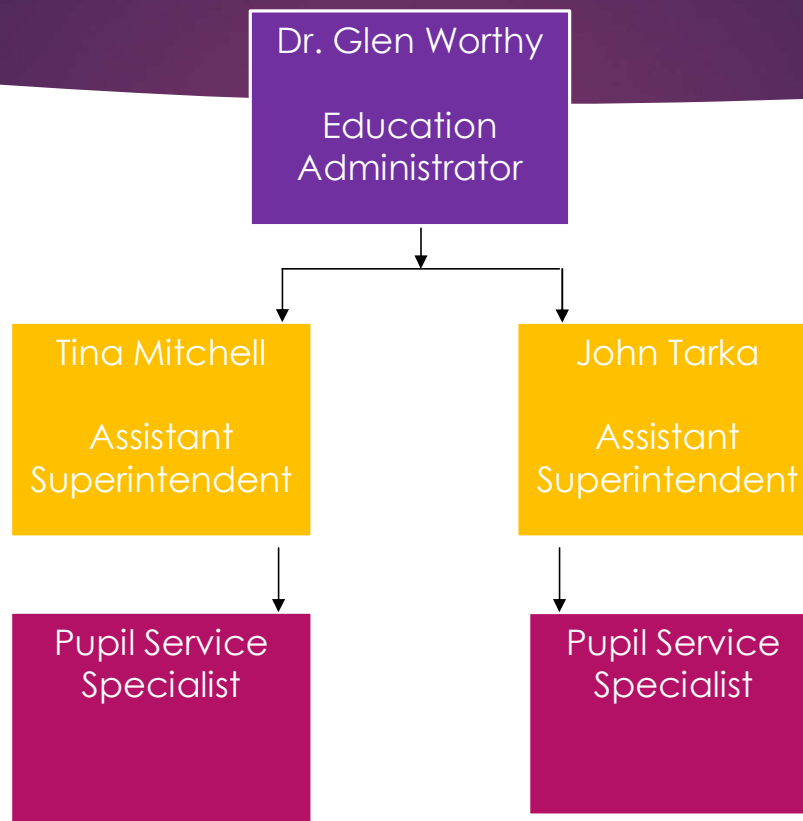 Dr. Glen Worthy
Education
Administrator
Tina Mitchell
Assistant
Superintendent
John Tarka
Assistant
Superintendent
Pupil Service
Specialist
Pupil Service
Specialist